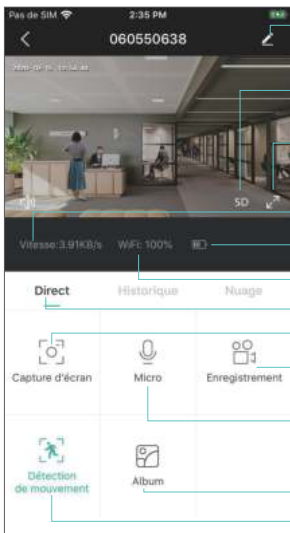 Pas de SIM 2:35 PM
060550638
SD
Vitesse:3.91KB/s WiFi: 100%
Direct Historique Nuage
Capture d'écran Micro Enregistrement
Détection
de mouvement
Album